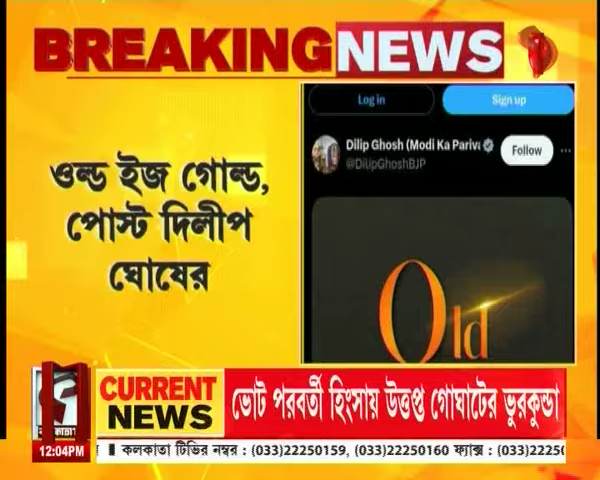 BREAKING NEWS
ওল্ড ইজ গোল্ড,
পোস্ট দিলীপ
ঘোষের
Log in
Sign up
Dilip Ghosh (Modi Ka Pariva
@DilipGhoshBJP
Follow
Old
CURRENT
NEWS
ভোট পরবর্তী হিংসায় উত্তপ্ত গোঘাটের ভুরকুন্ডা
12:04PM
কলকাতা টিভির নম্বর : (033)22250159, (033)22250160 ফ্যাক্স : (033)2225